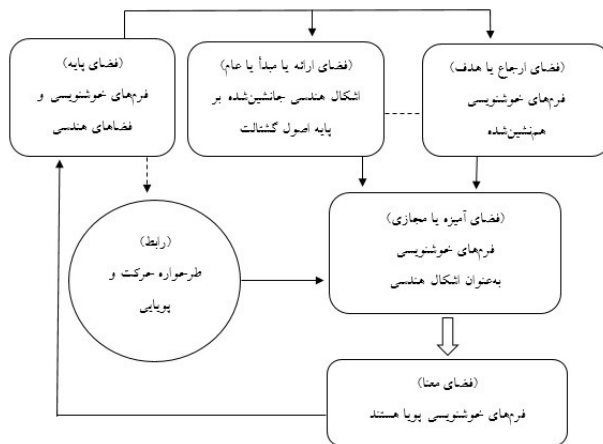 (فضای ارجاع یا هدف)
فرم‌های خوشنویسی
هم‌نشین‌شده
(فضای ارائه یا مبدأ یا عام)
اشکال هندسی جانشین‌شده بر
پایه اصول گشتالت
(فضای پایه)
فرم‌های خوشنویسی و
فضاهای هندسی
(فضای آمیزه یا مجازی)
فرم‌های خوشنویسی
به‌عنوان اشکال هندسی
(رابط)
طرحواره حرکت و
پویایی
(فضای معنا)
فرم‌های خوشنویسی پویا هستند